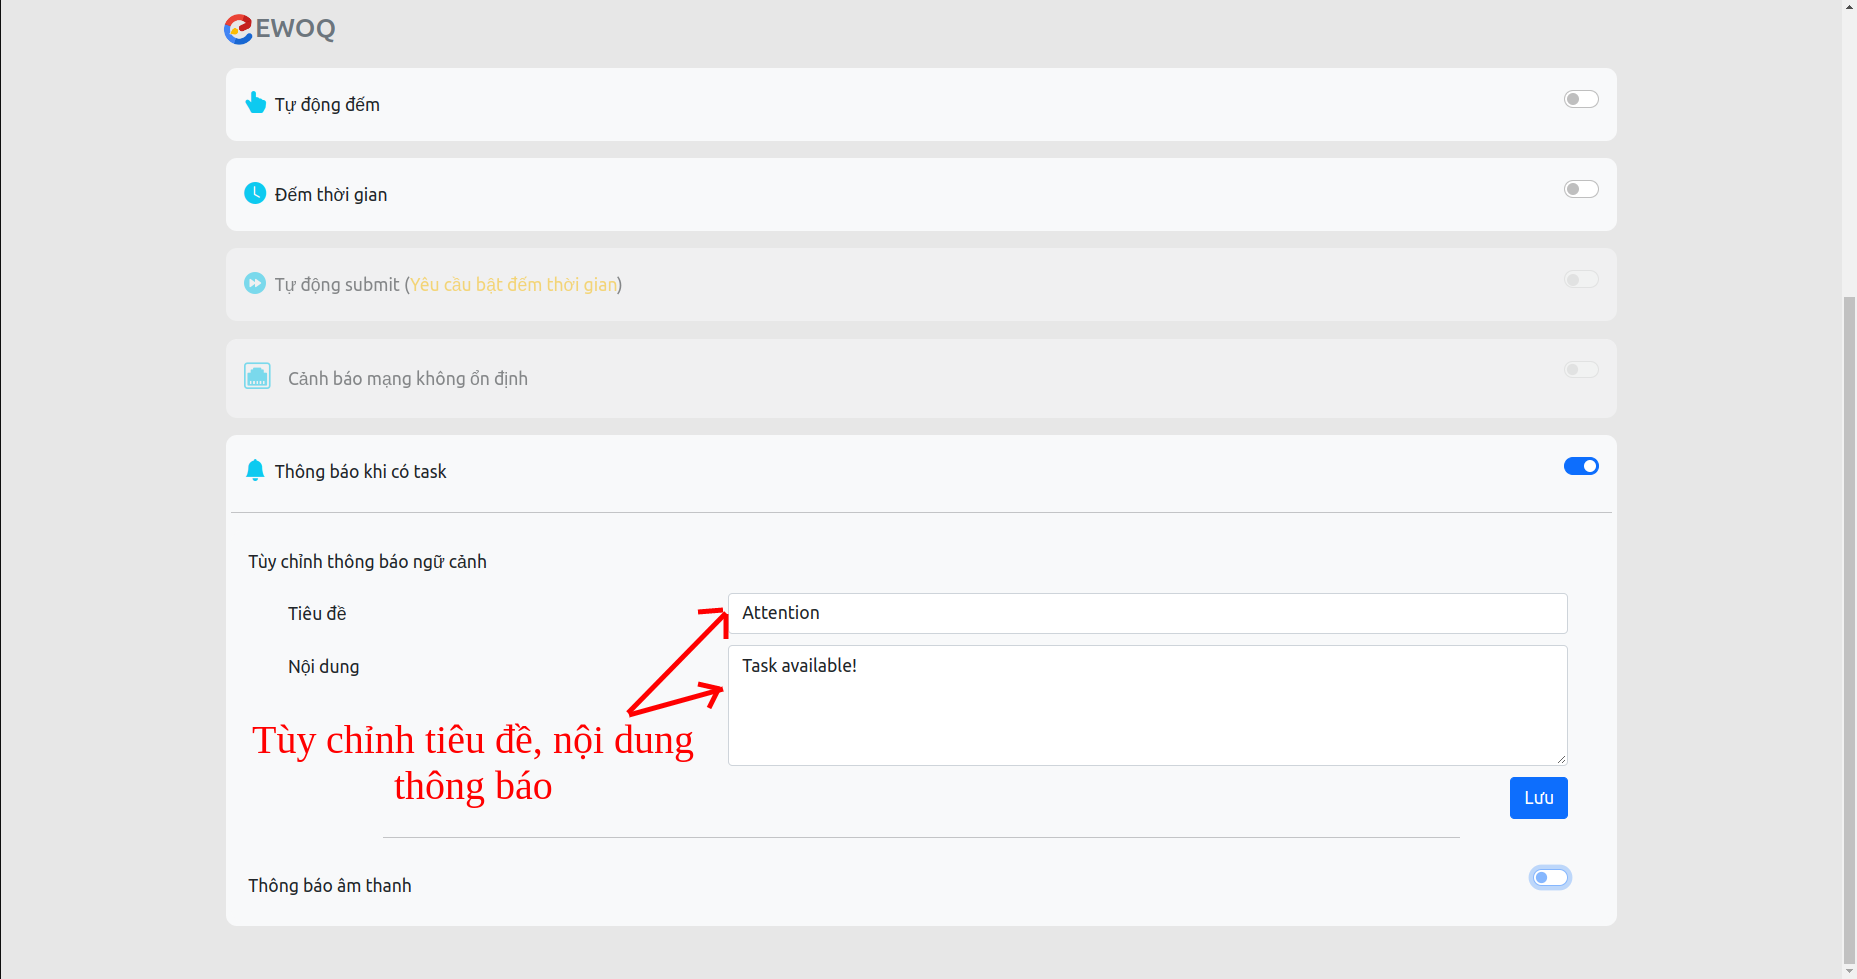 EWOQ
Tự động đếm
Đếm thời gian
Tự động submit (Yêu cầu bật đếm thời gian)
Cảnh báo mạng không ổn định
Thông báo khi có task
Tùy chỉnh thông báo ngữ cảnh
Tiêu đề
Attention
Nội dung
Task available!
Tùy chỉnh tiêu đề, nội dung
thông báo
Lưu
Thông báo âm thanh